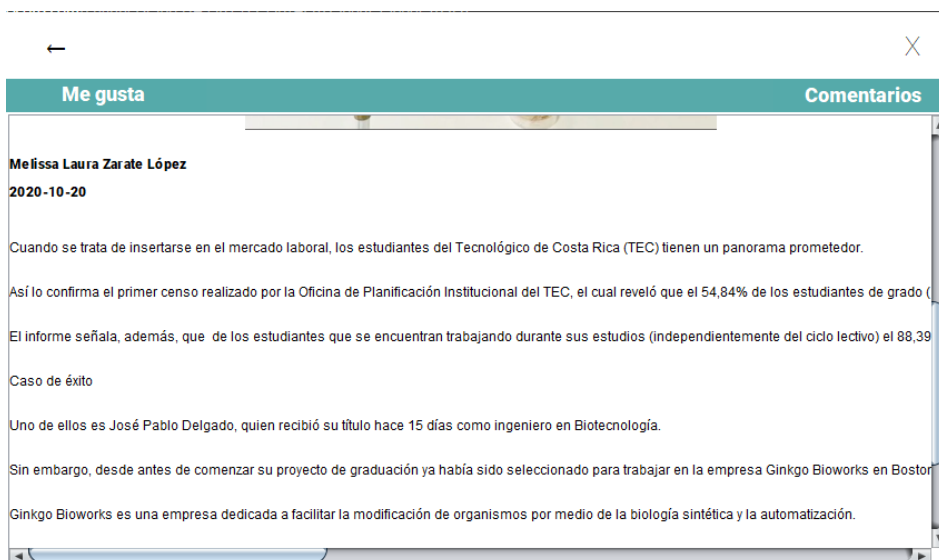 ← X
Me gusta Comentarios
Melissa Laura Zarate López
2020-10-20
Cuando se trata de insertarse en el mercado laboral, los estudiantes del Tecnológico de Costa Rica (TEC) tienen un panorama prometedor.
Así lo confirma el primer censo realizado por la Oficina de Planificación Institucional del TEC, el cual reveló que el 54,84% de los estudiantes de grado (
El informe señala, además, que  de los estudiantes que se encuentran trabajando durante sus estudios (independientemente del ciclo lectivo) el 88,39
Caso de éxito
Uno de ellos es José Pablo Delgado, quien recibió su título hace 15 días como ingeniero en Biotecnología.
Sin embargo, desde antes de comenzar su proyecto de graduación ya había sido seleccionado para trabajar en la empresa Ginkgo Bioworks en Boston
Ginkgo Bioworks es una empresa dedicada a facilitar la modificación de organismos por medio de la biología sintética y la automatización.